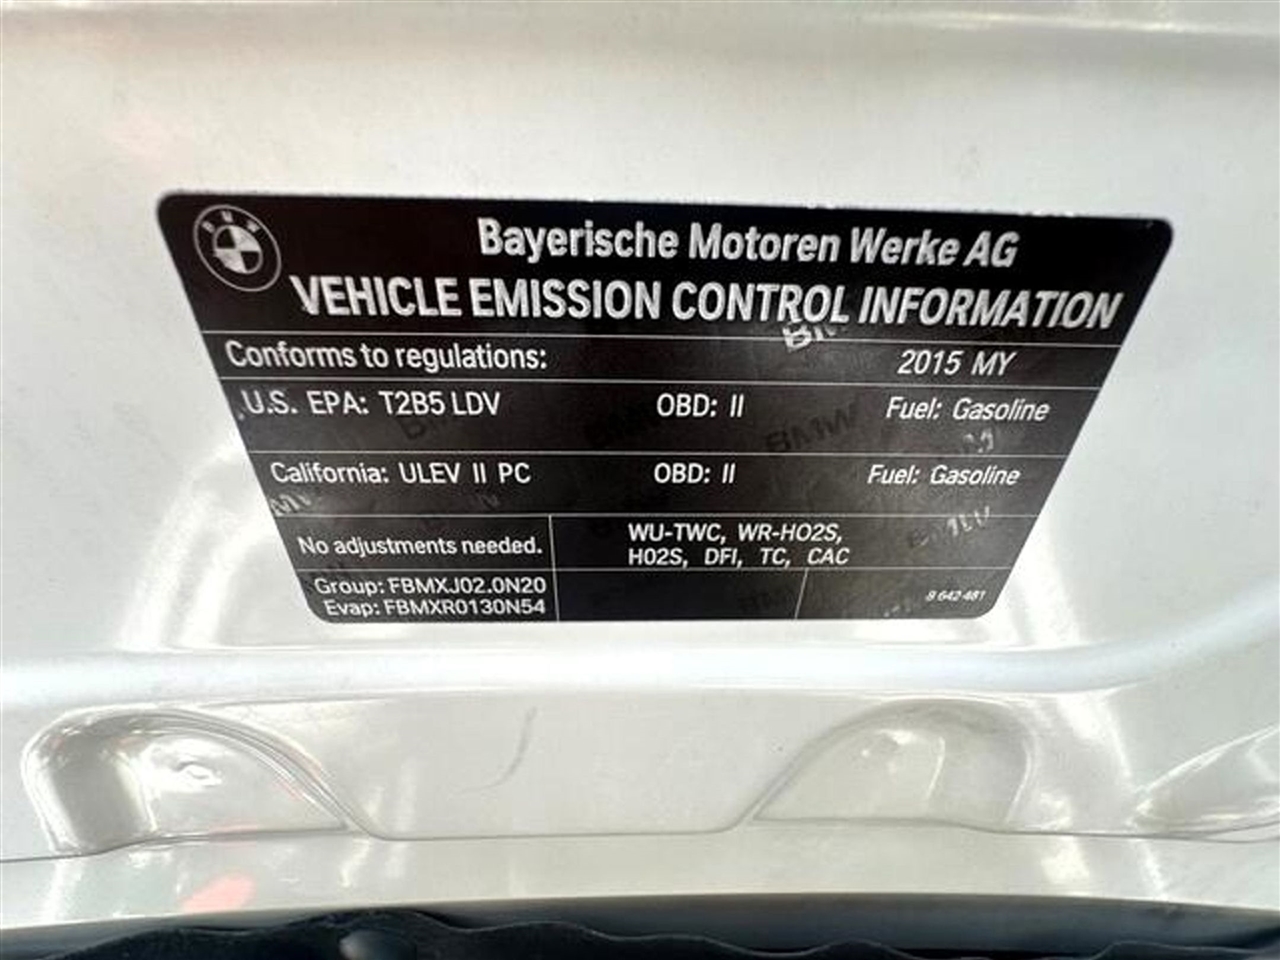 BMW
Bayerische Motoren Werke AG
VEHICLE EMISSION CONTROL INFORMATION
Conforms to regulations: 2015 MY
U.S. EPA: T2B5 LDV OBD: II Fuel: Gasoline
California: ULEV II PC OBD: II Fuel: Gasoline
No adjustments needed. WU-TWC, WR-HO2S,
H02S, DFI, TC, CAC
Group: FBMXJ02.0N20
Evap: FBMXR0130N54
8 642 481